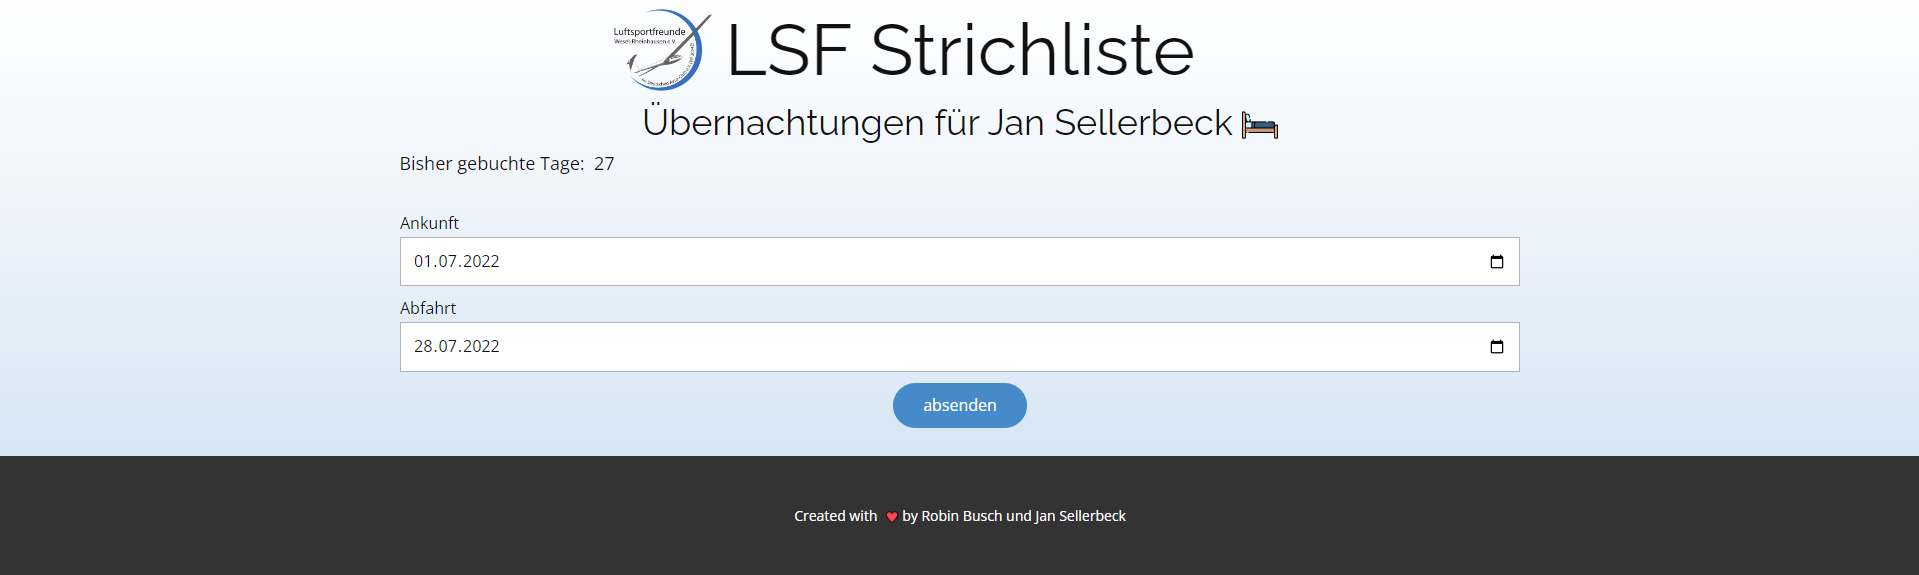 Luftsportfreunde
Wesel-Rheinhausen e.V.
LSF Strichliste
Übernachtungen für Jan Sellerbeck
Bisher gebuchte Tage: 27
Ankunft
01.07.2022
Abfahrt
28.07.2022
absenden
Created with by Robin Busch und Jan Sellerbeck